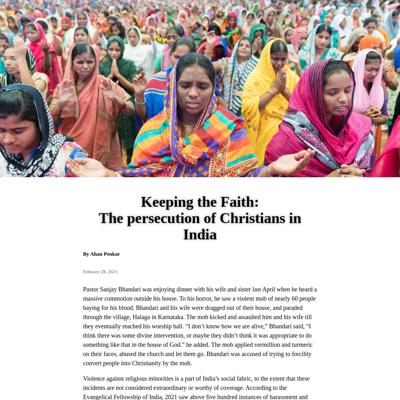 Keeping the Faith:
The persecution of Christians in
India
By Ahan Penkar
February 28, 2023
Pastor Sanjay Bhandari was enjoying dinner with his wife and sister last April when he heard a
massive commotion outside his house. To his horror, he saw a violent mob of nearly 60 people
baying for his blood. Bhandari and his wife were dragged out of their house, and paraded
through the village, Halaga in Karnataka. The mob kicked and assaulted him and his wife till
they eventually reached his worship hall. "I don't know how we are alive," Bhandari said, "I
think there was some divine intervention, or maybe they didn't think it was appropriate to do
something like that in the house of God." he added. The mob applied vermillion and turmeric
on their faces, abused the church and let them go. Bhandari was accused of trying to forcibly
convert people into Christianity by the mob.
Violence against religious minorities is a part of India's social fabric, to the extent that these
incidents are not considered extraordinary or worthy of coverage. According to the
Evangelical Fellowship of India, 2021 saw above five hundred instances of harassment and